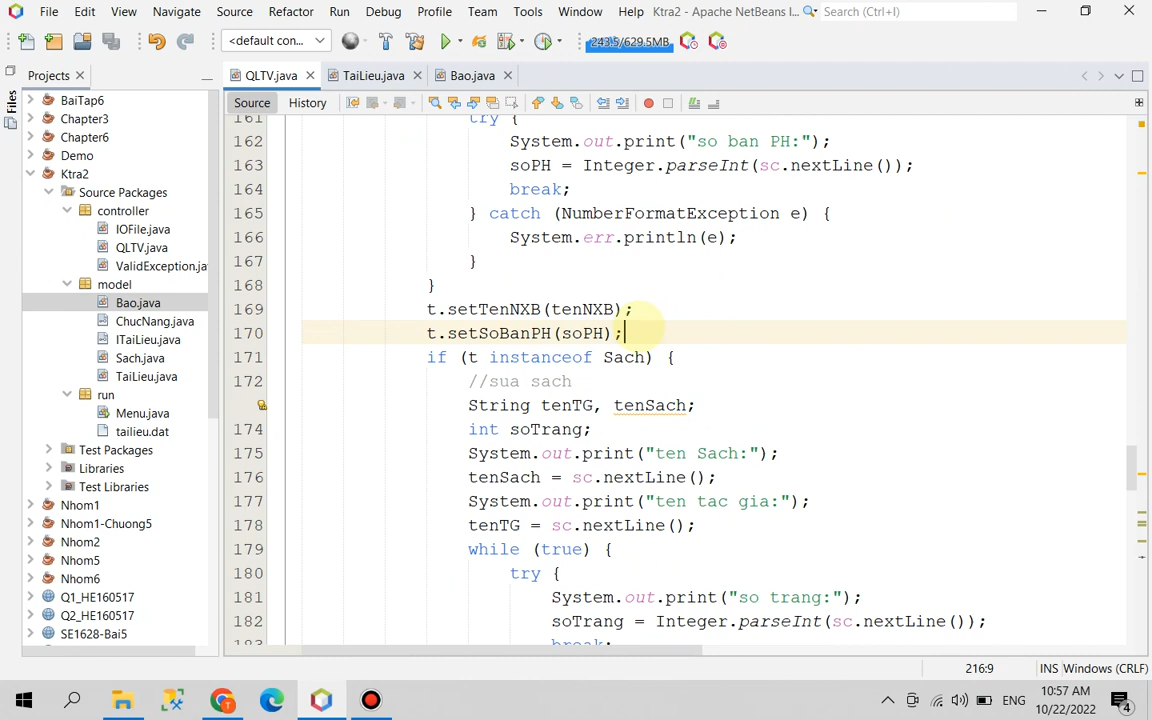 File Edit View Navigate Source Refactor Run Debug Profile Team Tools Window Help Ktra2 - Apache NetBeans I... Search (Ctrl+I)
<default con... 243.5/629.5MB
Files
Projects
BaiTap6
Chapter3
Chapter6
Demo
Ktra2
Source Packages
controller
IOFile.java
QLTV.java
ValidException.ja
model
Bao.java
ChucNang.java
ITaiLieu.java
Sach.java
TaiLieu.java
run
Menu.java
tailieu.dat
Test Packages
Libraries
Test Libraries
Nhom1
Nhom1-Chuong5
Nhom2
Nhom5
Nhom6
Q1_HE160517
Q2_HE160517
SE1628-Bai5
QLTV.java TaiLieu.java Bao.java
Source History
161 try {
162 System.out.print("so ban PH:");
163 soPH = Integer.parseInt(sc.nextLine());
164 break;
165 } catch (NumberFormatException e) {
166 System.err.println(e);
167 }
168 }
169 t.setTenNXB(tenNXB);
170 t.setSoBanPH(soPH);
171 if (t instanceof Sach) {
172 //sua sach
String tenTG, tenSach;
174 int soTrang;
175 System.out.print("ten Sach:");
176 tenSach = sc.nextLine();
177 System.out.print("ten tac gia:");
178 tenTG = sc.nextLine();
179 while (true) {
180 try {
181 System.out.print("so trang:");
182 soTrang = Integer.parseInt(sc.nextLine());
183 break;
216:9 INS Windows (CRLF)
ENG 10:57 AM
10/22/2022 4